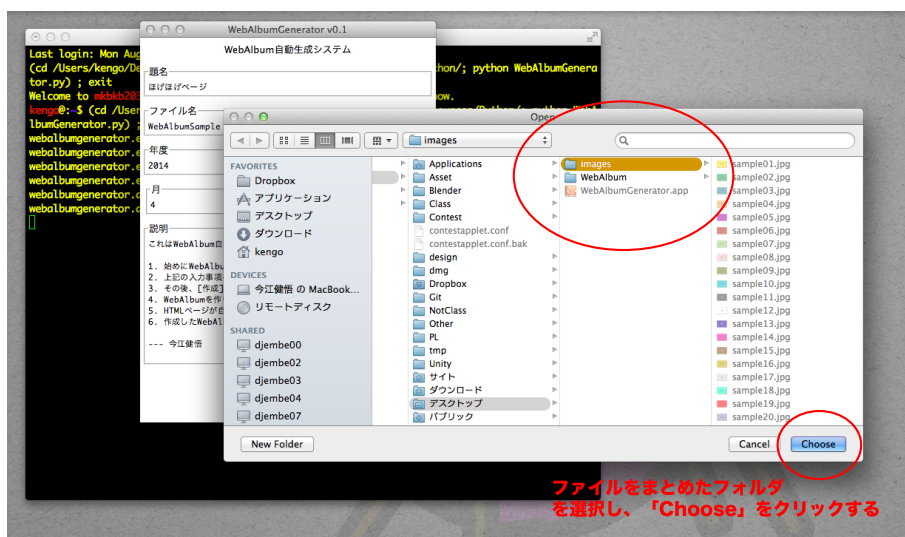 Last login: Mon Aug
(cd /Users/kengo/De
hon/; python WebAlbumGenera
tor.py) ; exit
Welcome to mkbkb203
ow.
kengo@:~$ (cd /User
lbumGenerator.py) ;
webalbumgenerator.e
webalbumgenerator.e
webalbumgenerator.e
webalbumgenerator.e
webalbumgenerator.d
webalbumgenerator.d
WebAlbumGenerator v0.1
WebAlbum自動生成システム
題名
ほげほげページ
ファイル名
WebAlbumSample
年度
2014
月
4
説明
これはWebAlbum自
1. 始めにWebAlbu
2. 上記の入力事項
3. その後、[作成]
4. WebAlbumを作
5. HTMLページが自
6. 作成したWebAl
--- 今江健悟
Open
images
FAVORITES
Dropbox
アプリケーション
デスクトップ
ダウンロード
kengo
DEVICES
今江健悟 の MacBook...
リモートディスク
SHARED
djembe00
djembe02
djembe03
djembe04
djembe07
Applications
Asset
Blender
Class
Contest
contestapplet.conf
contestapplet.conf.bak
design
dmg
Dropbox
Git
NotClass
Other
PL
tmp
Unity
サイト
ダウンロード
デスクトップ
パブリック
images
WebAlbum
WebAlbumGenerator.app
sample01.jpg
sample02.jpg
sample03.jpg
sample04.jpg
sample05.jpg
sample06.jpg
sample07.jpg
sample08.jpg
sample09.jpg
sample10.jpg
sample11.jpg
sample12.jpg
sample13.jpg
sample14.jpg
sample15.jpg
sample16.jpg
sample17.jpg
sample18.jpg
sample19.jpg
sample20.jpg
New Folder
Cancel
Choose
ファイルをまとめたフォルダ
を選択し、「Choose」をクリックする